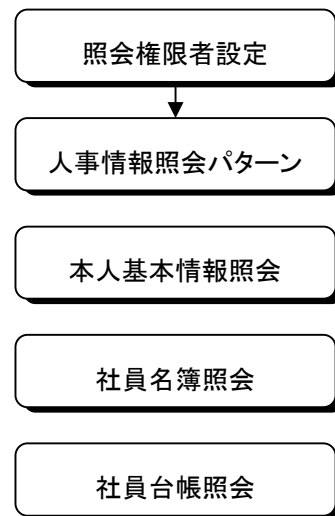 照会権限者設定
人事情報照会パターン
本人基本情報照会
社員名簿照会
社員台帳照会